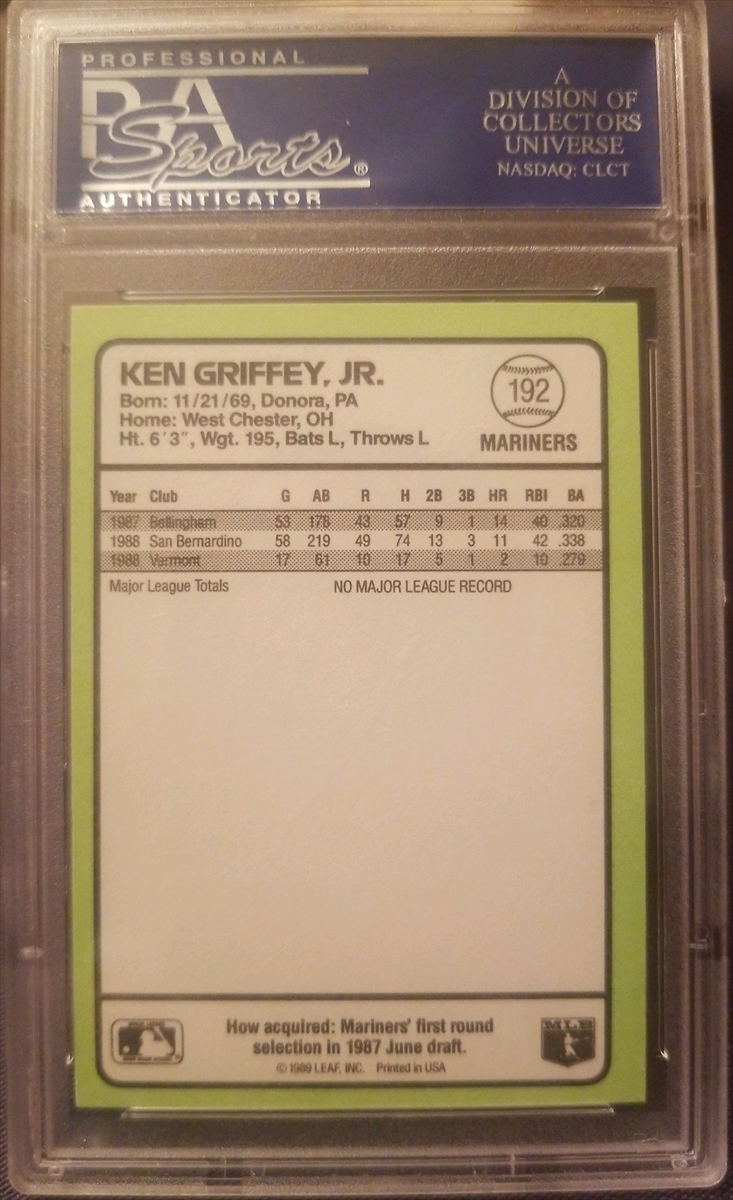 PROFESSIONAL
PSA
Sports®
AUTHENTICATOR
A
DIVISION OF
COLLECTORS
UNIVERSE
NASDAQ: CLCT
KEN GRIFFEY, JR.
Born: 11/21/69, Donora, PA
Home: West Chester, OH
Ht. 6'3", Wgt. 195, Bats L, Throws L
192
MARINERS
Year Club G AB R H 2B 3B HR RBI BA
1987 Bellingham 53 178 43 57 9 1 14 40 .320
1988 San Bernardino 58 219 49 74 13 3 11 42 .338
1988 Vermont 17 61 10 17 5 1 2 10 .279
Major League Totals NO MAJOR LEAGUE RECORD
How acquired: Mariners' first round
selection in 1987 June draft.
© 1989 LEAF, INC. Printed in USA
MLB